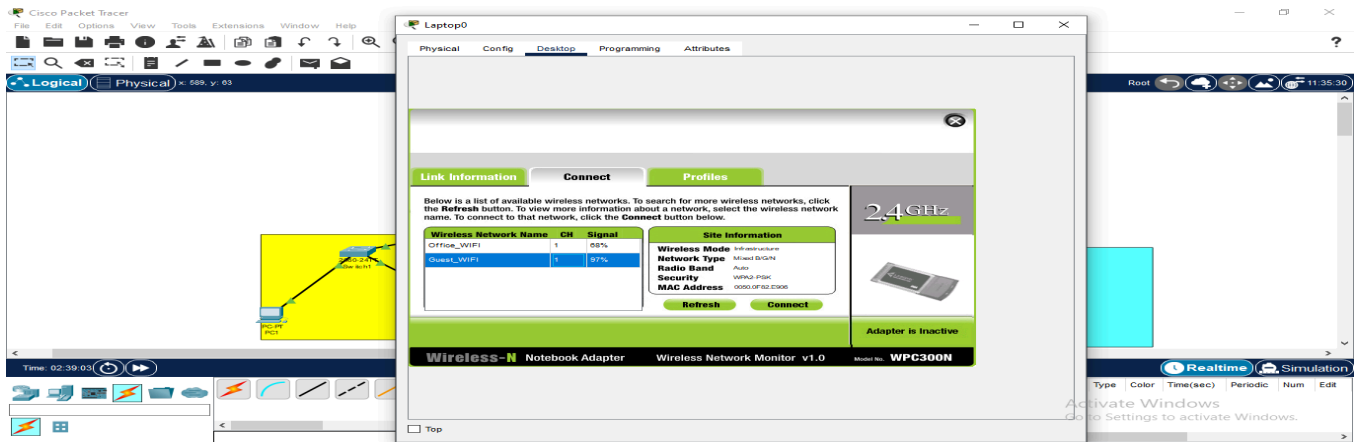 Cisco Packet Tracer
File Edit Options View Tools Extensions Window Help
Logical Physical x: 589, y: 63
Root 11:35:30
PC-PT
PC1
Time: 02:39:03
Realtime Simulation
Type Color Time(sec) Periodic Num Edit
Activate Windows
Go to Settings to activate Windows.
Laptop0
Physical Config Desktop Programming Attributes
Link Information Connect Profiles
Below is a list of available wireless networks. To search for more wireless networks, click
the Refresh button. To view more information about a network, select the wireless network
name. To connect to that network, click the Connect button below.
Wireless Network Name CH Signal
Office_WIFI 1 68%
Guest_WIFI 1 97%
Site Information
Wireless Mode Infrastructure
Network Type Mixed B/G/N
Radio Band Auto
Security WPA2-PSK
MAC Address 0050.0F82.E906
Refresh Connect
2.4GHz
Adapter is Inactive
Wireless-N Notebook Adapter Wireless Network Monitor v1.0 Model No. WPC300N
Top